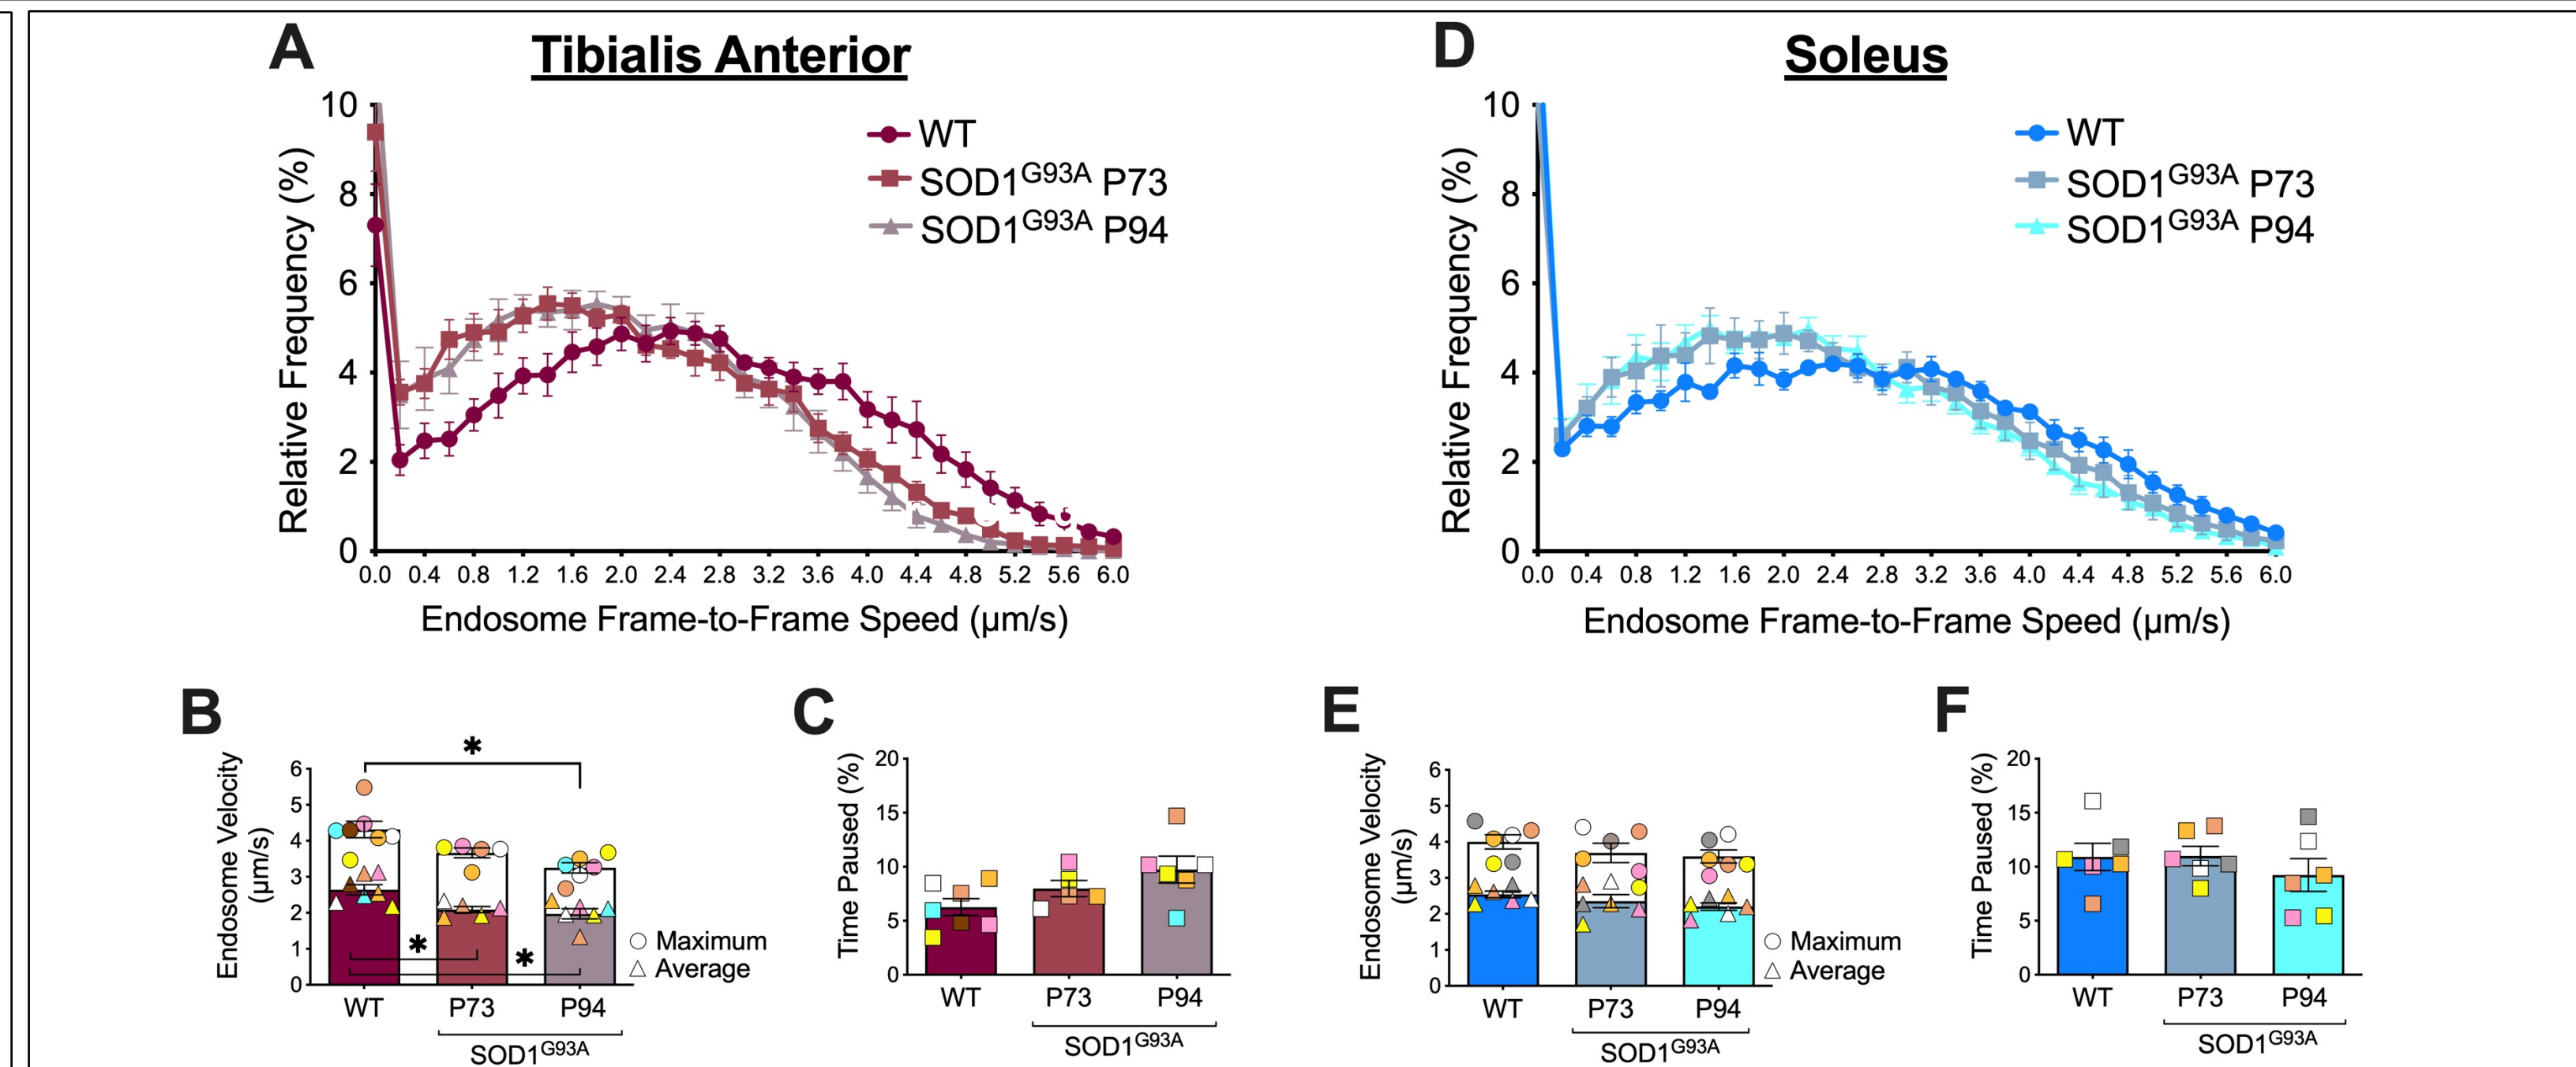 A
Tibialis Anterior
10
8
6
4
2
0
Relative Frequency (%)
WT
SOD1G93A P73
SOD1G93A P94
0.0 0.4 0.8 1.2 1.6 2.0 2.4 2.8 3.2 3.6 4.0 4.4 4.8 5.2 5.6 6.0
Endosome Frame-to-Frame Speed (µm/s)
D
Soleus
10
8
6
4
2
0
Relative Frequency (%)
WT
SOD1G93A P73
SOD1G93A P94
0.0 0.4 0.8 1.2 1.6 2.0 2.4 2.8 3.2 3.6 4.0 4.4 4.8 5.2 5.6 6.0
Endosome Frame-to-Frame Speed (µm/s)
B
Endosome Velocity
(µm/s)
6
5
4
3
2
1
0
*
*
*
Maximum
Average
WT P73 P94
SOD1G93A
C
Time Paused (%)
20
15
10
5
0
WT P73 P94
SOD1G93A
E
Endosome Velocity
(µm/s)
6
5
4
3
2
1
0
Maximum
Average
WT P73 P94
SOD1G93A
F
Time Paused (%)
20
15
10
5
0
WT P73 P94
SOD1G93A